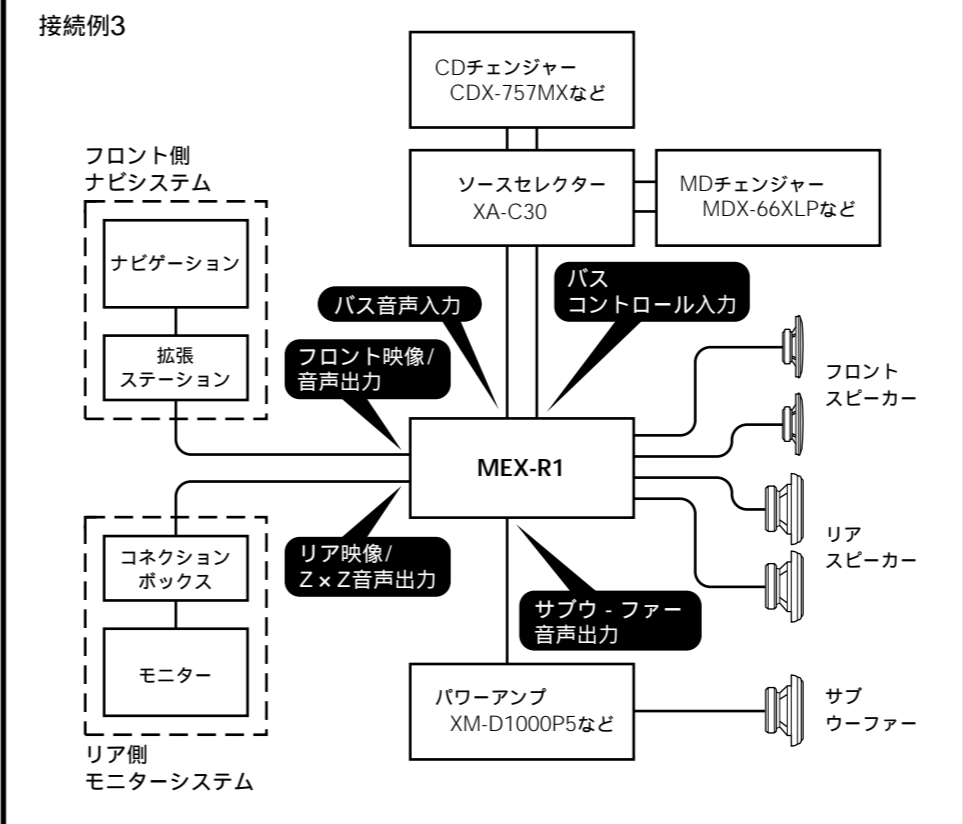 接続例3
CDチェンジャー
CDX-757MXなど
フロント側
ナビシステム
ソースセレクター
XA-C30
MDチェンジャー
MDX-66XLPなど
ナビゲーション
拡張
ステーション
バス音声入力
バス
コントロール入力
フロント映像/
音声出力
フロント
スピーカー
MEX-R1
コネクション
ボックス
モニター
リア側
モニターシステム
リア映像/
Z×Z音声出力
サブウ - ファー
音声出力
リア
スピーカー
パワーアンプ
XM-D1000P5など
サブ
ウーファー